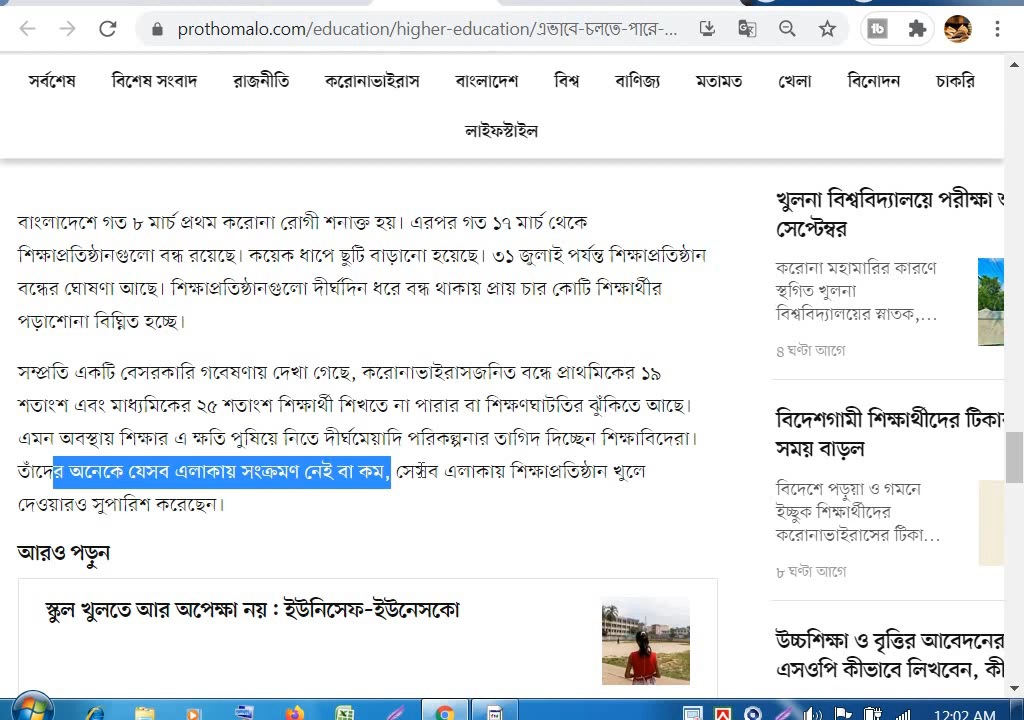 prothomalo.com/education/higher-education/এভাবে-চলতে-পারে-...
সর্বশেষ বিশেষ সংবাদ রাজনীতি করোনাভাইরাস বাংলাদেশ বিশ্ব বাণিজ্য মতামত খেলা বিনোদন চাকরি
লাইফস্টাইল
বাংলাদেশে গত ৮ মার্চ প্রথম করোনা রোগী শনাক্ত হয়। এরপর গত ১৭ মার্চ থেকে
শিক্ষাপ্রতিষ্ঠানগুলো বন্ধ রয়েছে। কয়েক ধাপে ছুটি বাড়ানো হয়েছে। ৩১ জুলাই পর্যন্ত শিক্ষাপ্রতিষ্ঠান
বন্ধের ঘোষণা আছে। শিক্ষাপ্রতিষ্ঠানগুলো দীর্ঘদিন ধরে বন্ধ থাকায় প্রায় চার কোটি শিক্ষার্থীর
পড়াশোনা বিঘ্নিত হচ্ছে।
সম্প্রতি একটি বেসরকারি গবেষণায় দেখা গেছে, করোনাভাইরাসজনিত বন্ধে প্রাথমিকের ১৯
শতাংশ এবং মাধ্যমিকের ২৫ শতাংশ শিক্ষার্থী শিখতে না পারার বা শিক্ষণঘাটতির ঝুঁকিতে আছে।
এমন অবস্থায় শিক্ষার এ ক্ষতি পুষিয়ে নিতে দীর্ঘমেয়াদি পরিকল্পনার তাগিদ দিচ্ছেন শিক্ষাবিদেরা।
তাঁদের অনেকে যেসব এলাকায় সংক্রমণ নেই বা কম, সেসব এলাকায় শিক্ষাপ্রতিষ্ঠান খুলে
দেওয়ারও সুপারিশ করেছেন।
আরও পড়ুন
স্কুল খুলতে আর অপেক্ষা নয় : ইউনিসেফ-ইউনেসকো
খুলনা বিশ্ববিদ্যালয়ে পরীক্ষা
সেপ্টেম্বর
করোনা মহামারির কারণে
স্থগিত খুলনা
বিশ্ববিদ্যালয়ের স্নাতক,...
৪ ঘণ্টা আগে
বিদেশগামী শিক্ষার্থীদের
সময় বাড়ল
বিদেশে পড়ুয়া ও গমনে
ইচ্ছুক শিক্ষার্থীদের
করোনাভাইরাসের টিকা...
৮ ঘণ্টা আগে
উচ্চশিক্ষা ও বৃত্তির আবেদনের
এসওপি কীভাবে লিখবেন,
12:02 AM